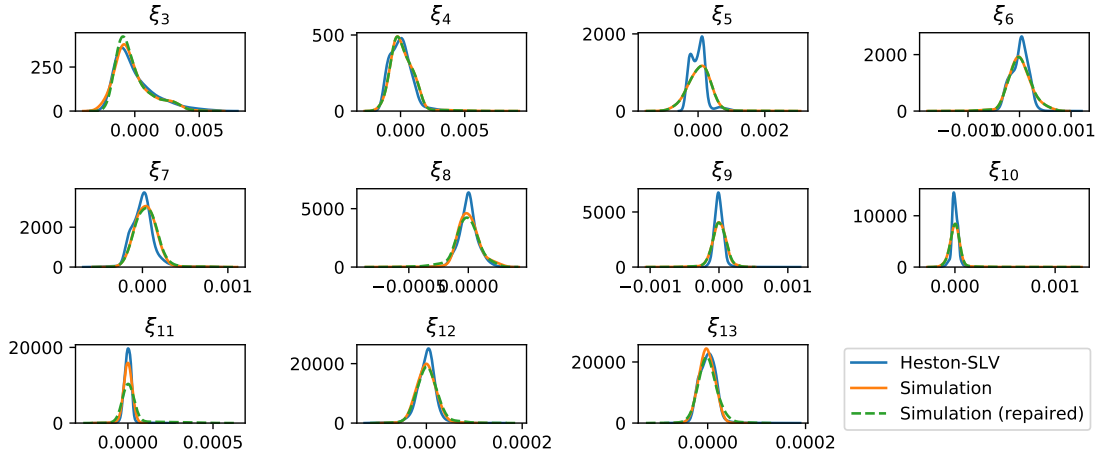 ξ3 ξ4 ξ5 ξ6
250 0 0.000 0.005
500 0 0.000 0.005
2000 0 0.000 0.002
2000 0 −0.001 0.000 0.001
ξ7 ξ8 ξ9 ξ10
2000 0 0.000 0.001
5000 0 −0.0005 0.0000
5000 0 −0.001 0.000 0.001
10000 0 0.000 0.001
ξ11 ξ12 ξ13
20000 0 0.0000 0.0005
20000 0 0.0000 0.0002
20000 0 0.0000 0.0002
Heston-SLV
Simulation
Simulation (repaired)